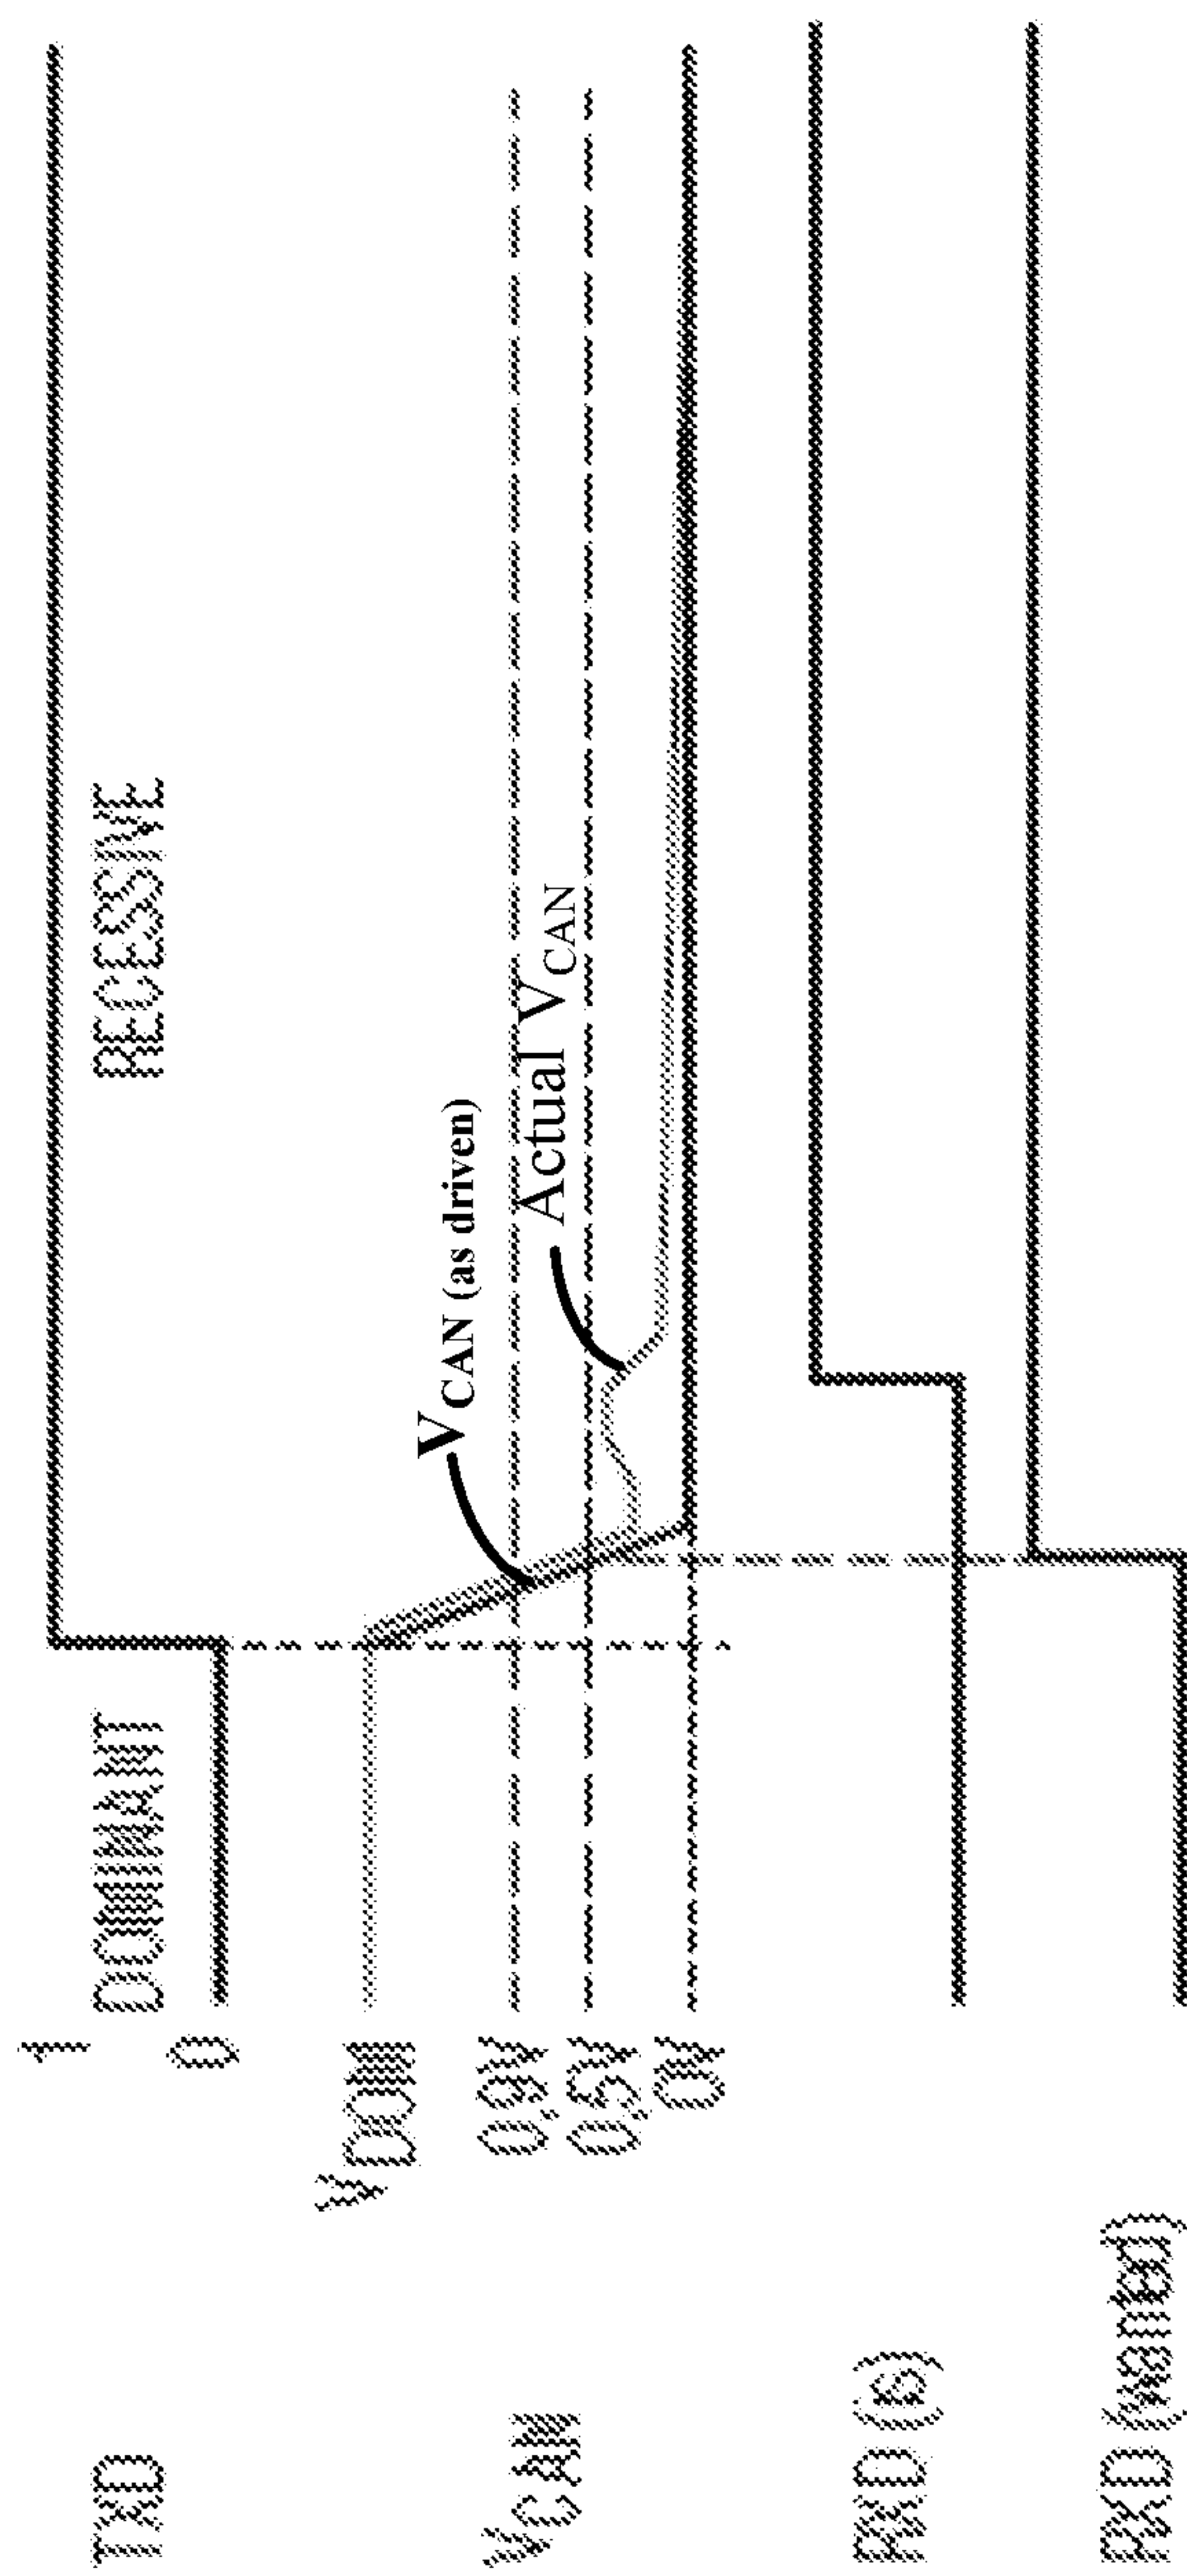 TXD
1
0
DOMINANT
RECESSIVE
VCAN
VDOM
0,9V
0,5V
0V
VCAN (as driven)
Actual VCAN
RXD (is)
RXD (wanted)